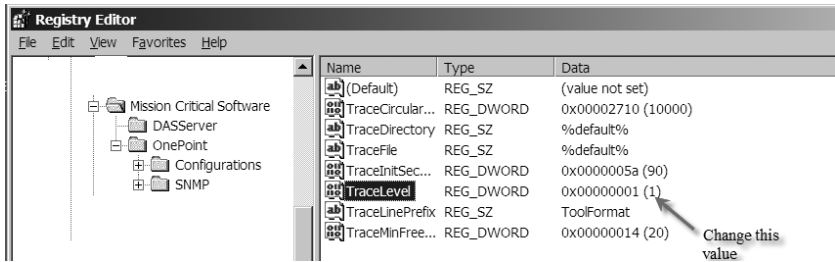 Registry Editor
File Edit View Favorites Help
Mission Critical Software
DASServer
OnePoint
Configurations
SNMP
Name Type Data
(Default) REG_SZ (value not set)
TraceCircular... REG_DWORD 0x00002710 (10000)
TraceDirectory REG_SZ %default%
TraceFile REG_SZ %default%
TraceInitSec... REG_DWORD 0x0000005a (90)
TraceLevel REG_DWORD 0x00000001 (1)
TraceLinePrefix REG_SZ ToolFormat
TraceMinFree... REG_DWORD 0x00000014 (20)
Change this
value